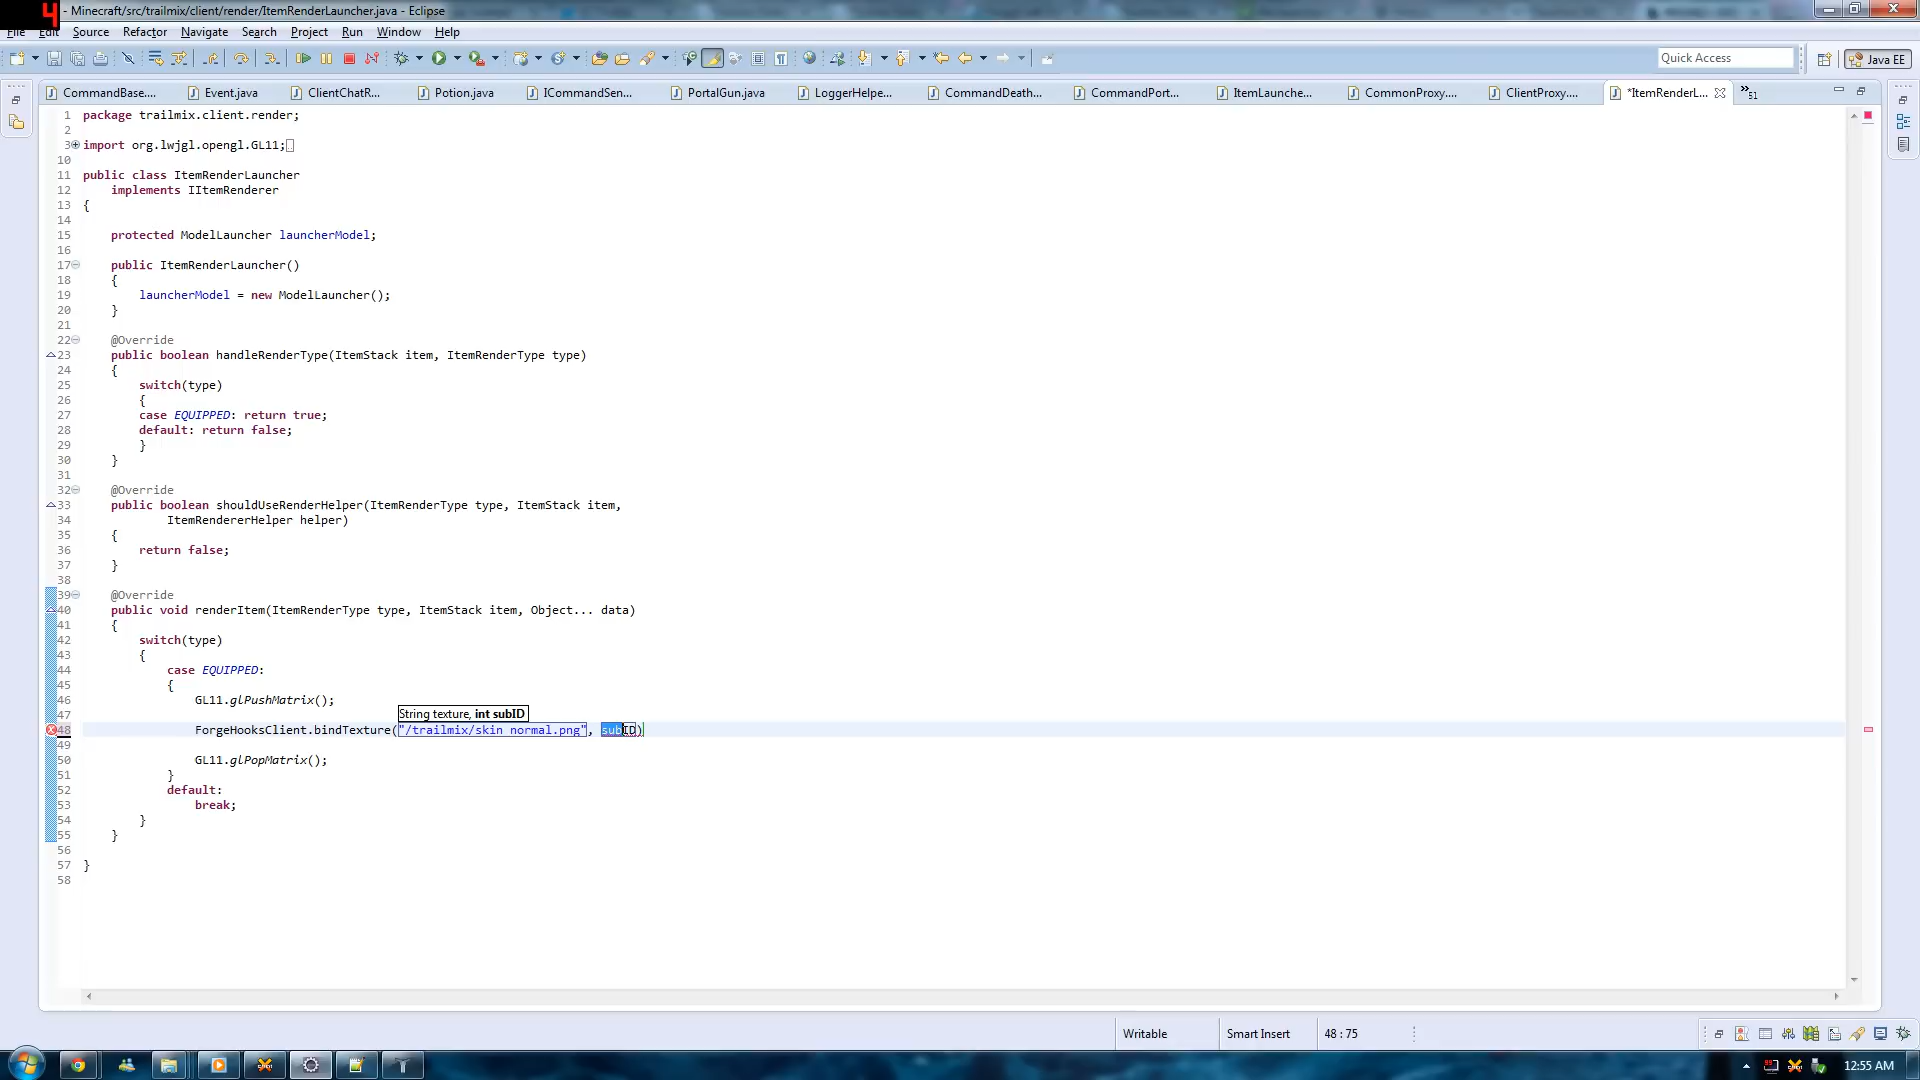 4
- Minecraft/src/trailmix/client/render/ItemRenderLauncher.java - Eclipse
File Edit Source Refactor Navigate Search Project Run Window Help
Quick Access
Java EE
CommandBase.... Event.java ClientChatR... Potion.java ICommandSen... PortalGun.java LoggerHelpe... CommandDeath... CommandPort... ItemLaunche... CommonProxy.... ClientProxy.... *ItemRenderL... »51
1 package trailmix.client.render;
2
3 import org.lwjgl.opengl.GL11;
10
11 public class ItemRenderLauncher
12 implements IItemRenderer
13 {
14
15 protected ModelLauncher launcherModel;
16
17 public ItemRenderLauncher()
18 {
19 launcherModel = new ModelLauncher();
20 }
21
22 @Override
23 public boolean handleRenderType(ItemStack item, ItemRenderType type)
24 {
25 switch(type)
26 {
27 case EQUIPPED: return true;
28 default: return false;
29 }
30 }
31
32 @Override
33 public boolean shouldUseRenderHelper(ItemRenderType type, ItemStack item,
34 ItemRendererHelper helper)
35 {
36 return false;
37 }
38
39 @Override
40 public void renderItem(ItemRenderType type, ItemStack item, Object... data)
41 {
42 switch(type)
43 {
44 case EQUIPPED:
45 {
46 GL11.glPushMatrix();
String texture, int subID
47
48 ForgeHooksClient.bindTexture("/trailmix/skin_normal.png", subID)
49
50 GL11.glPopMatrix();
51 }
52 default:
53 break;
54 }
55 }
56
57 }
58
Writable Smart Insert 48 : 75
12:55 AM